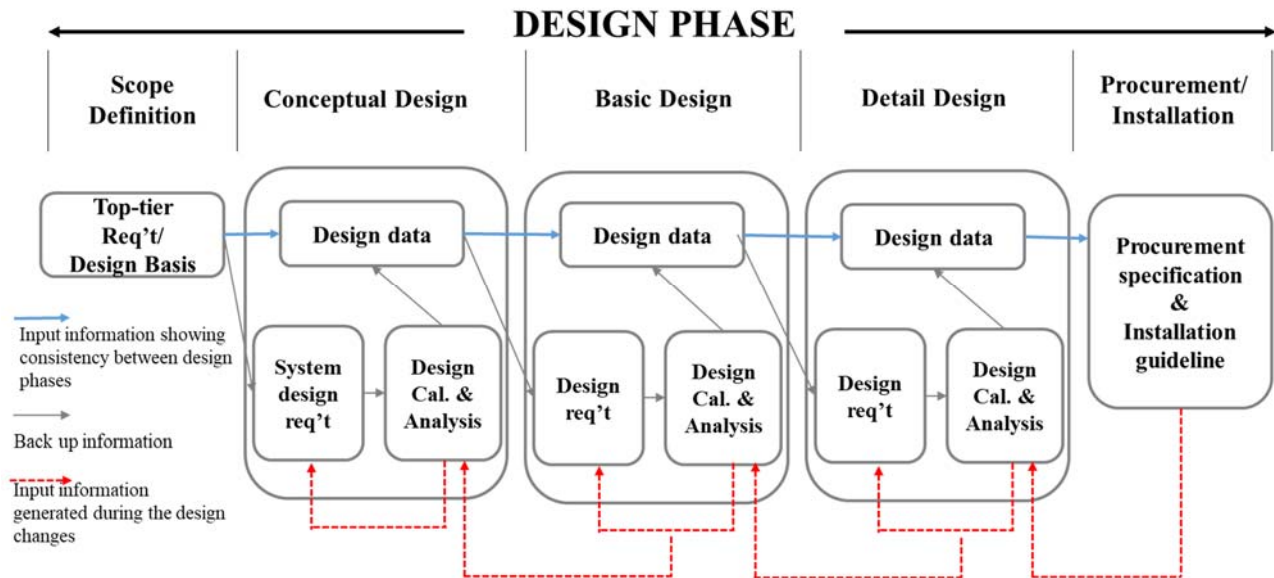 DESIGN PHASE
Scope
Definition
Conceptual Design
Basic Design
Detail Design
Procurement/
Installation
Top-tier
Req't/
Design Basis
Design data
Design data
Design data
Procurement
specification
&
Installation
guideline
System
design
req't
Design
Cal. &
Analysis
Design
req't
Design
Cal. &
Analysis
Design
req't
Design
Cal. &
Analysis
Input information showing
consistency between design
phases
Back up information
Input information
generated during the design
changes